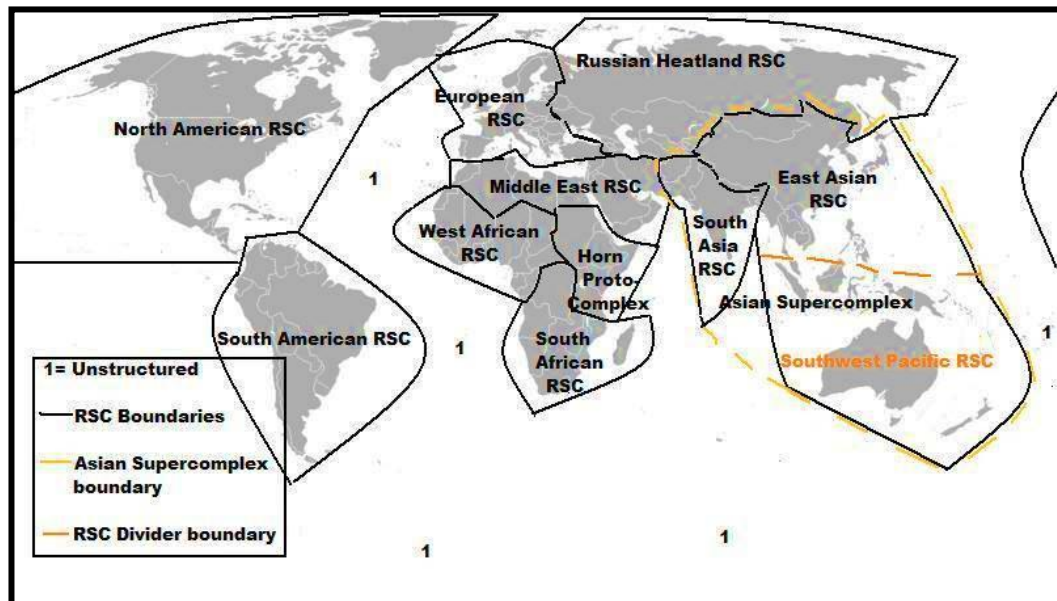 Russian Heatland RSC
European
RSC
North American RSC
1
Middle East RSC
East Asian
RSC
West African
RSC
South
Asia
RSC
Horn
Proto-
Complex
Asian Supercomplex
South American RSC
1
South
African
RSC
1
Southwest Pacific RSC
1= Unstructured
RSC Boundaries
Asian Supercomplex
boundary
RSC Divider boundary
1
1